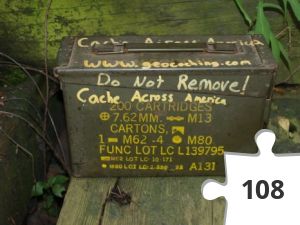 Cache Across America
www.geocaching.com
Do Not Remove!
Cache Across America
200 CARTRIDGES
7.62MM. M13
CARTONS,
1 - M62 - 4 M80
FUNC LOT LC L139795
A131
108